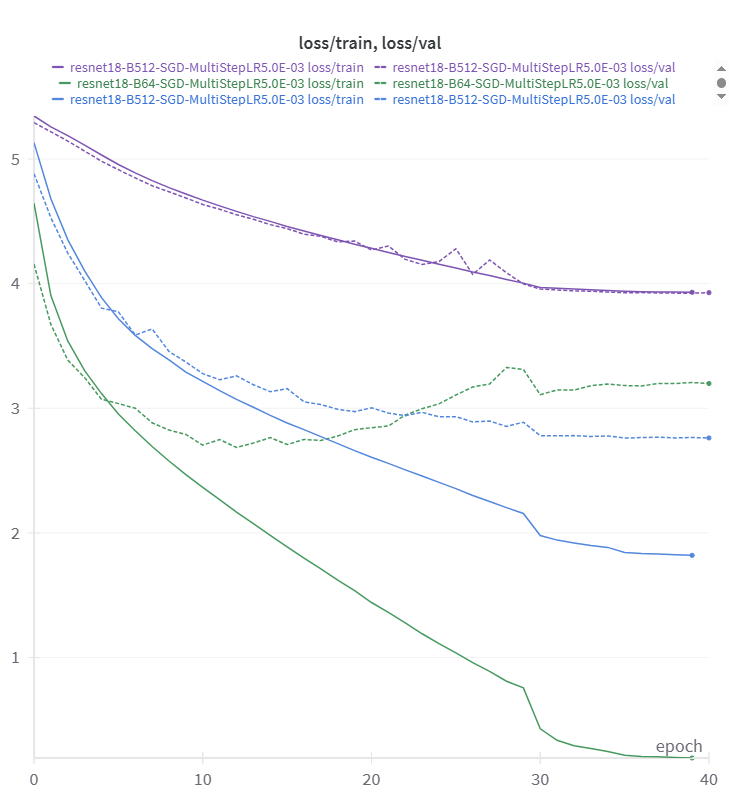 loss/train, loss/val
resnet18-B512-SGD-MultiStepLR5.0E-03 loss/train resnet18-B512-SGD-MultiStepLR5.0E-03 loss/val
resnet18-B64-SGD-MultiStepLR5.0E-03 loss/train resnet18-B64-SGD-MultiStepLR5.0E-03 loss/val
resnet18-B512-SGD-MultiStepLR5.0E-03 loss/train resnet18-B512-SGD-MultiStepLR5.0E-03 loss/val
5
4
3
2
1
epoch
0 10 20 30 40